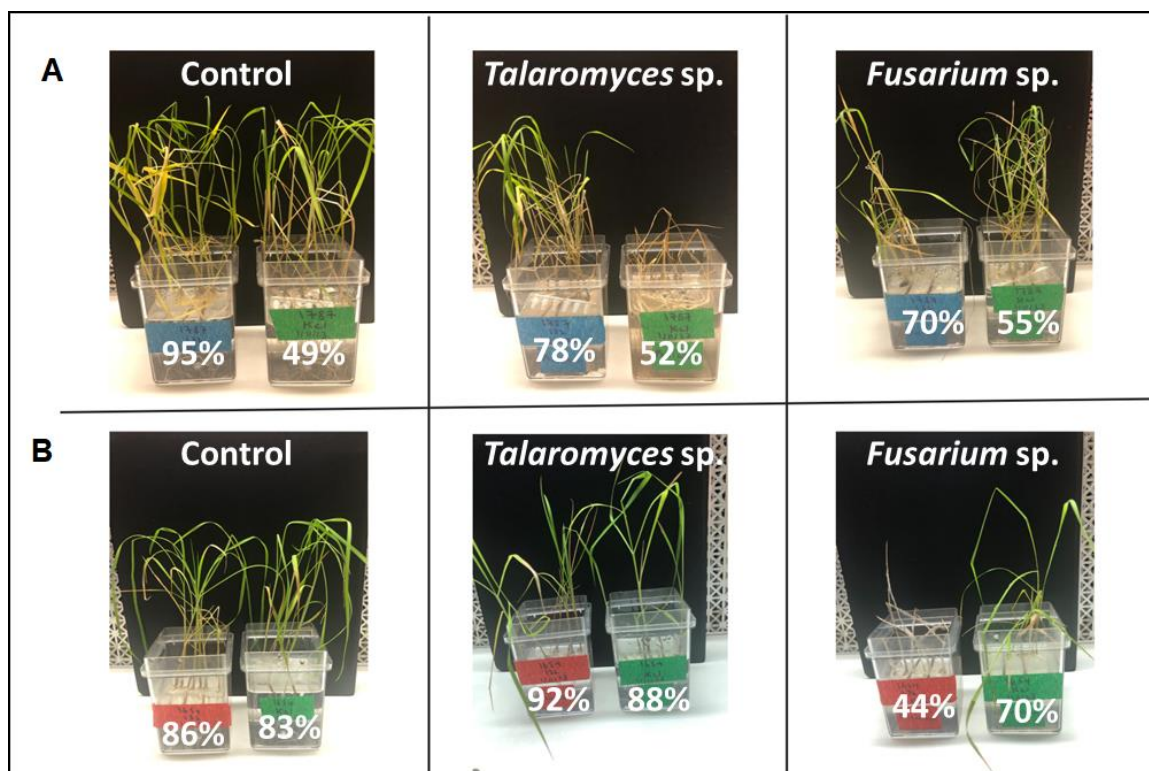 A
Control
Talaromyces sp.
Fusarium sp.
1787
95%
49%
78%
52%
70%
55%
B
Control
Talaromyces sp.
Fusarium sp.
86%
83%
92%
88%
44%
70%